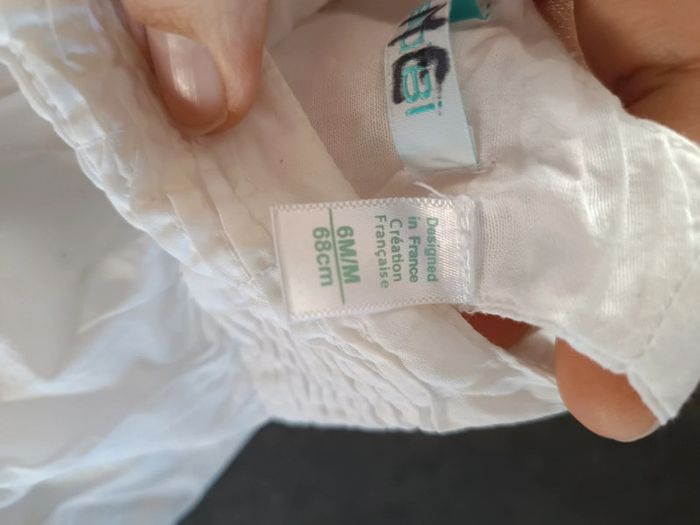 Designed
in France
Création
Française
6M/M
68cm